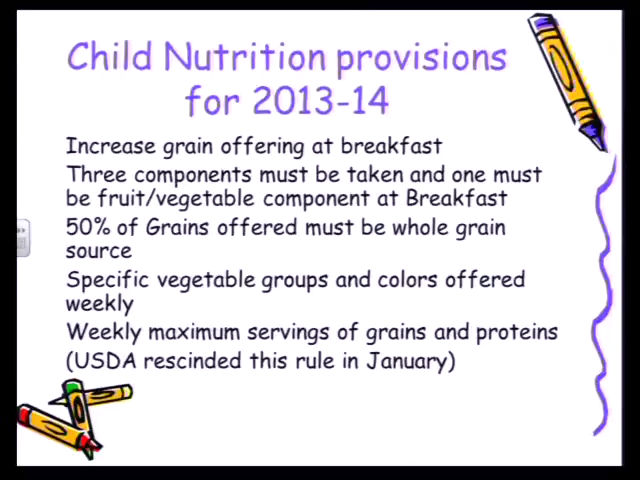 Child Nutrition provisions
for 2013-14
Increase grain offering at breakfast
Three components must be taken and one must
be fruit/vegetable component at Breakfast
50% of Grains offered must be whole grain
source
Specific vegetable groups and colors offered
weekly
Weekly maximum servings of grains and proteins
(USDA rescinded this rule in January)